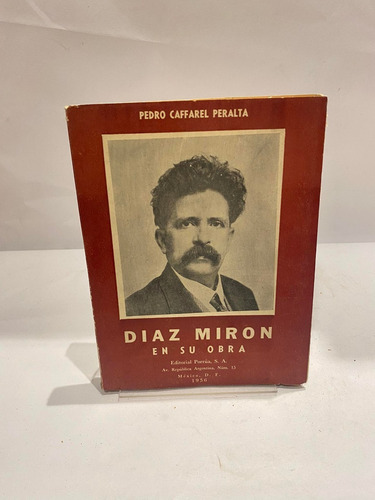 PEDRO CAFFAREL PERALTA
DIAZ MIRON
EN SU OBRA
Editorial Porrúa, S. A.
Av. República Argentina, Núm. 15
México, D. F.
1956